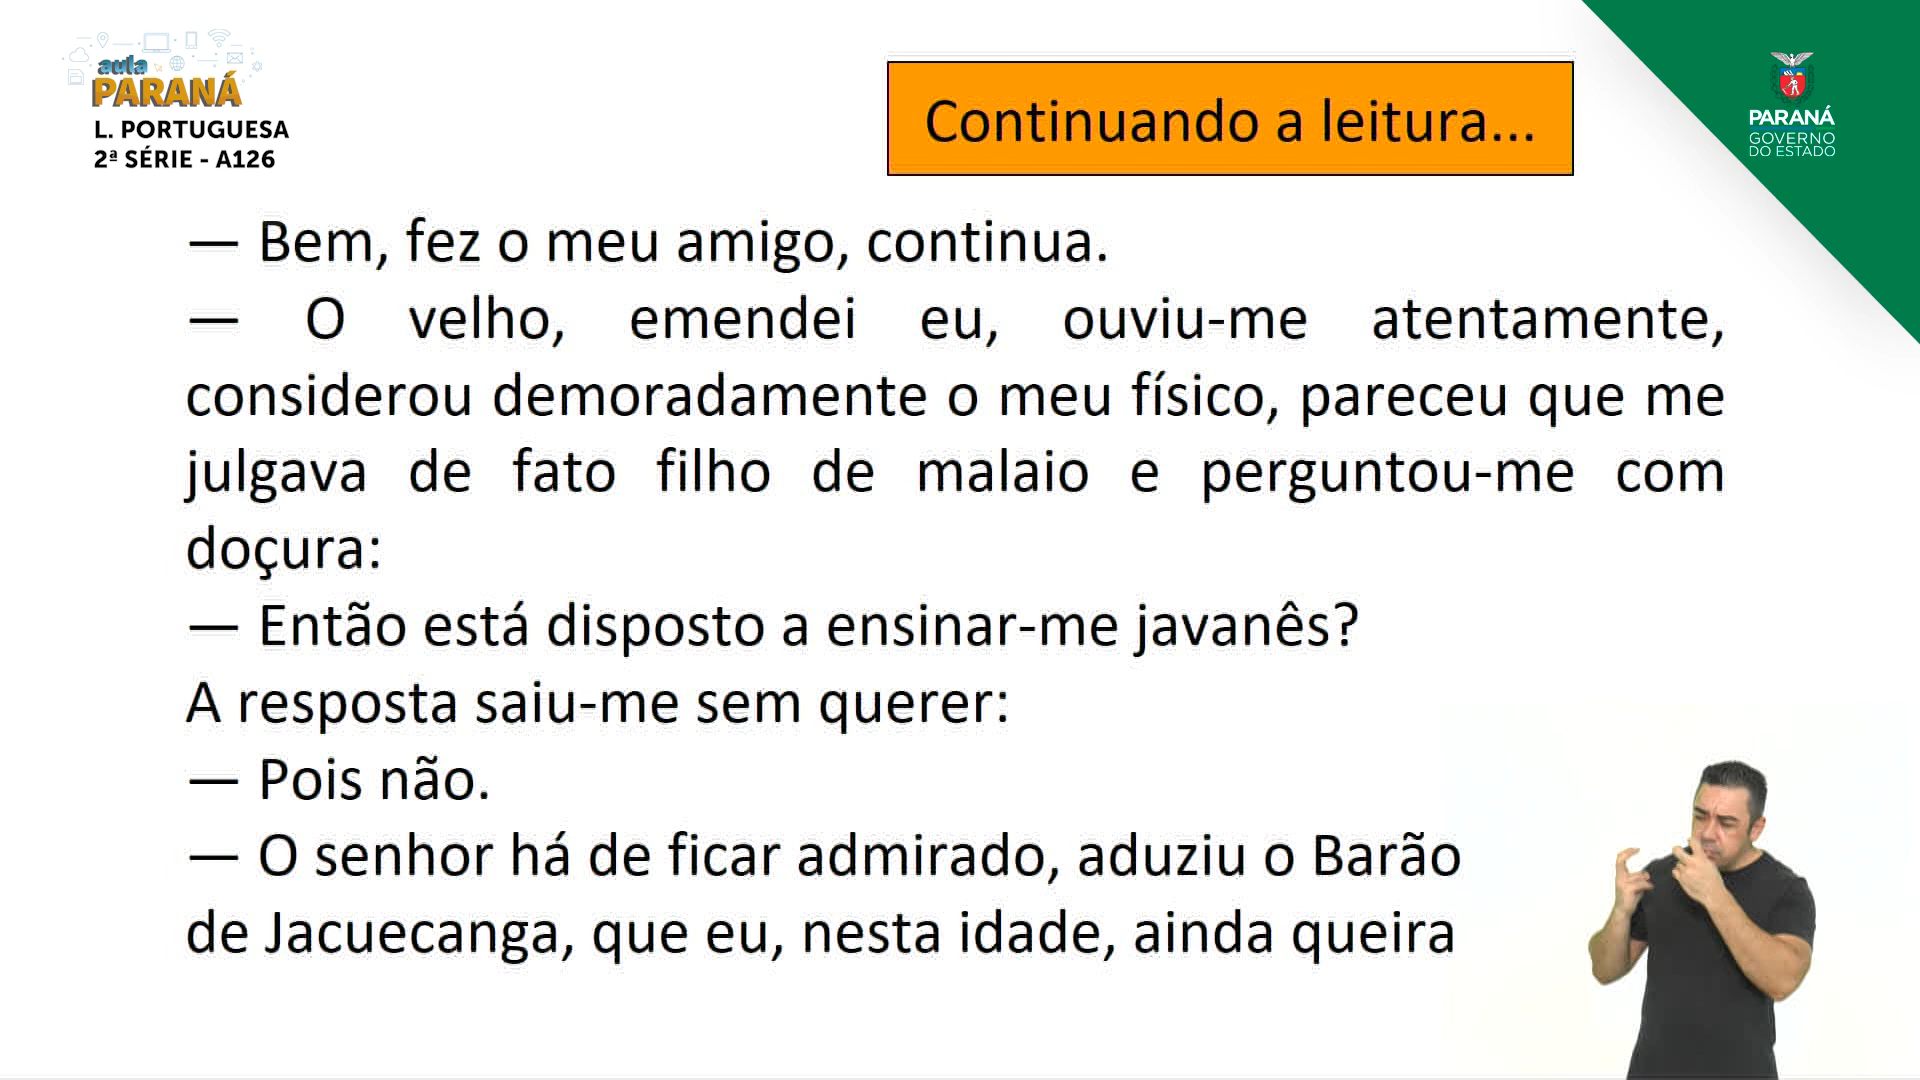 aula
PARANÁ
L. PORTUGUESA
2ª SÉRIE - A126
Continuando a leitura...
PARANÁ
GOVERNO
DO ESTADO
— Bem, fez o meu amigo, continua.
— O velho, emendei eu, ouviu-me atentamente,
considerou demoradamente o meu físico, pareceu que me
julgava de fato filho de malaio e perguntou-me com
doçura:
— Então está disposto a ensinar-me javanês?
A resposta saiu-me sem querer:
— Pois não.
— O senhor há de ficar admirado, aduziu o Barão
de Jacuecanga, que eu, nesta idade, ainda queira